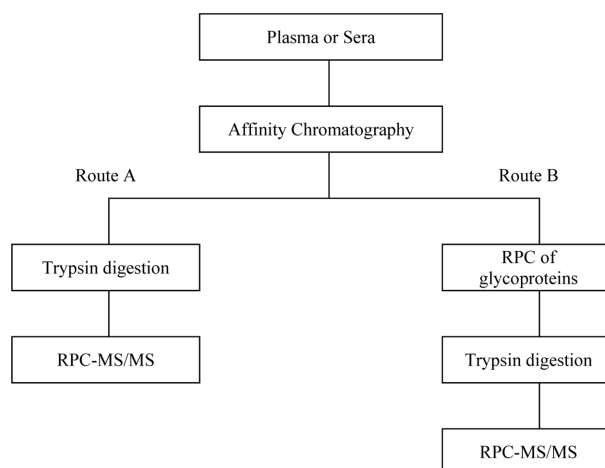 Plasma or Sera
Affinity Chromatography
Route A
Route B
Trypsin digestion
RPC of
glycoproteins
RPC-MS/MS
Trypsin digestion
RPC-MS/MS